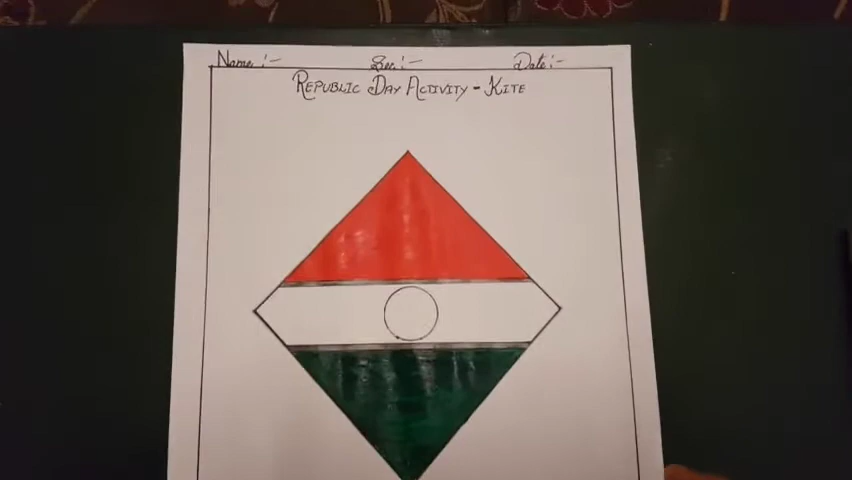 Name :- Sec :- Date :-
Republic Day Activity - Kite